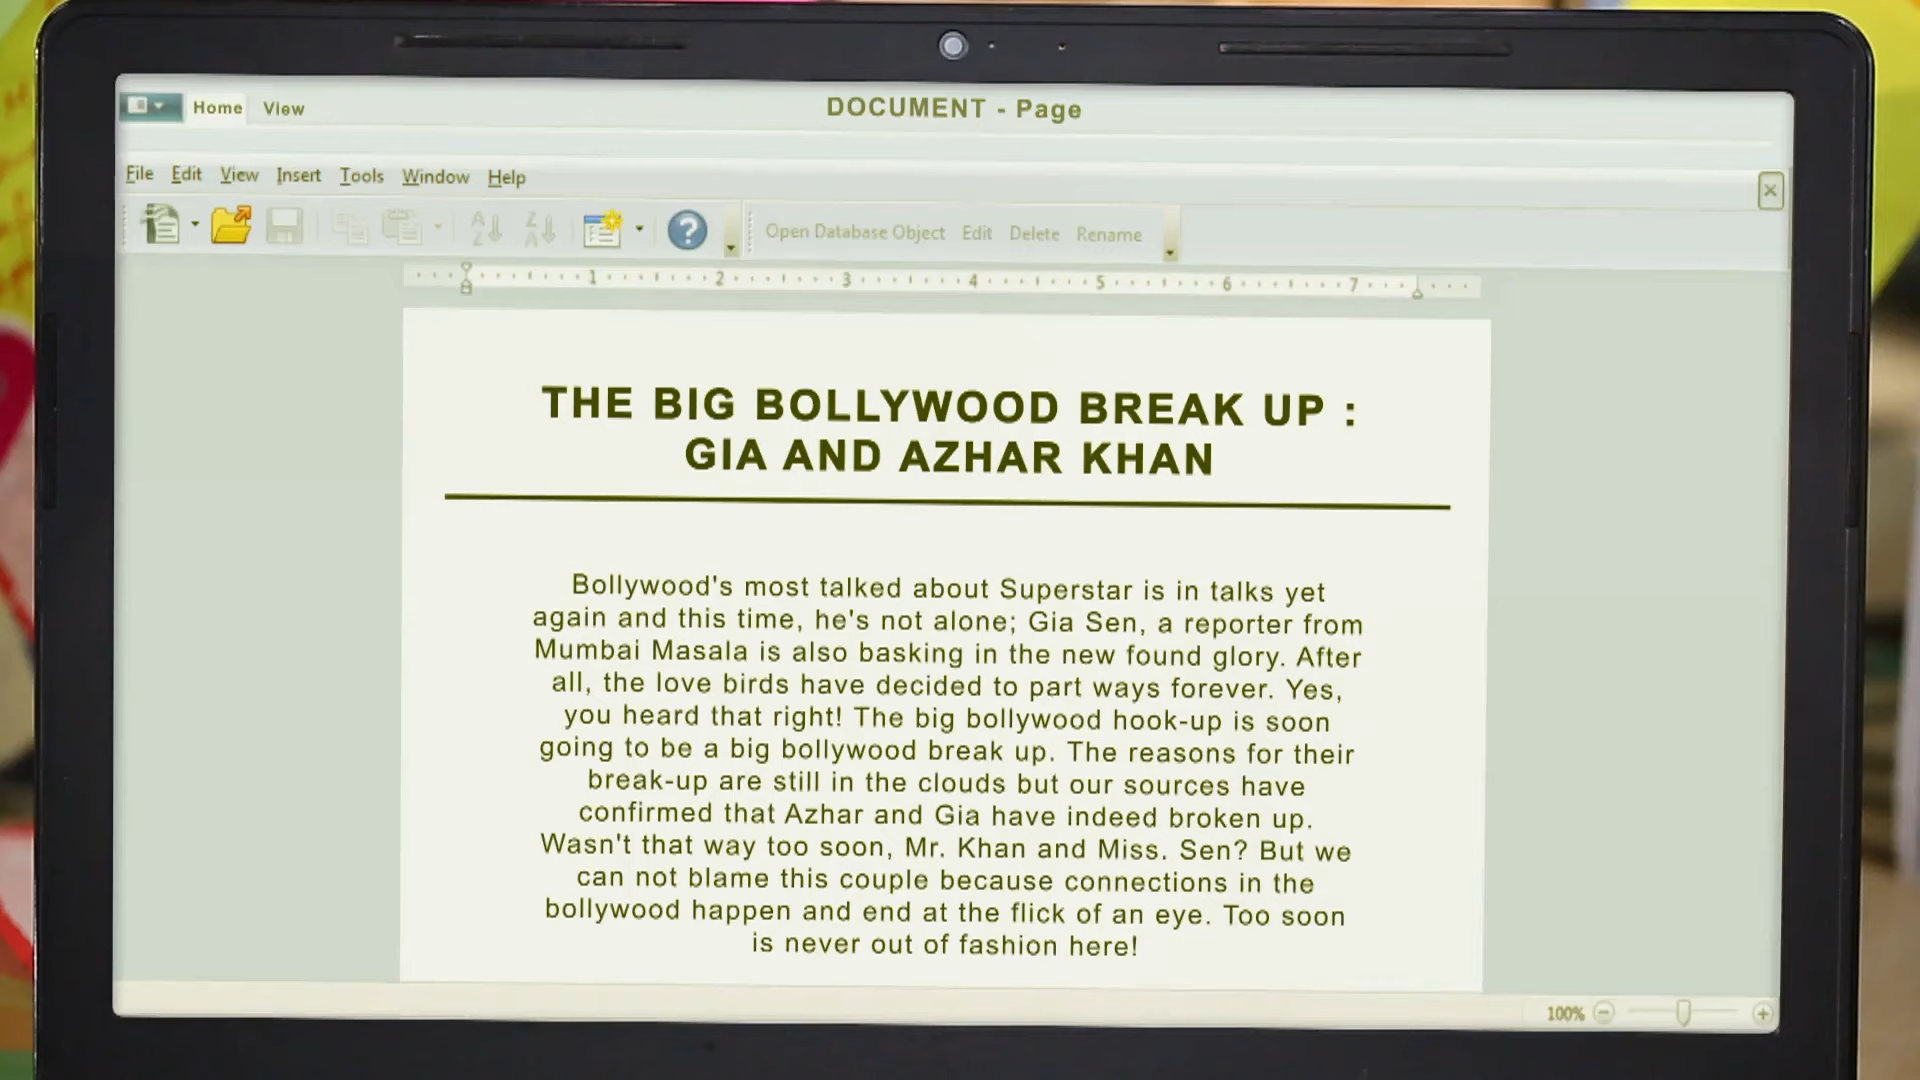 Home View DOCUMENT - Page
File Edit View Insert Tools Window Help
A Z Z A ? Open Database Object Edit Delete Rename
1 2 3 4 5 6 7
THE BIG BOLLYWOOD BREAK UP :
GIA AND AZHAR KHAN
Bollywood's most talked about Superstar is in talks yet
again and this time, he's not alone; Gia Sen, a reporter from
Mumbai Masala is also basking in the new found glory. After
all, the love birds have decided to part ways forever. Yes,
you heard that right! The big bollywood hook-up is soon
going to be a big bollywood break up. The reasons for their
break-up are still in the clouds but our sources have
confirmed that Azhar and Gia have indeed broken up.
Wasn't that way too soon, Mr. Khan and Miss. Sen? But we
can not blame this couple because connections in the
bollywood happen and end at the flick of an eye. Too soon
is never out of fashion here!
100%